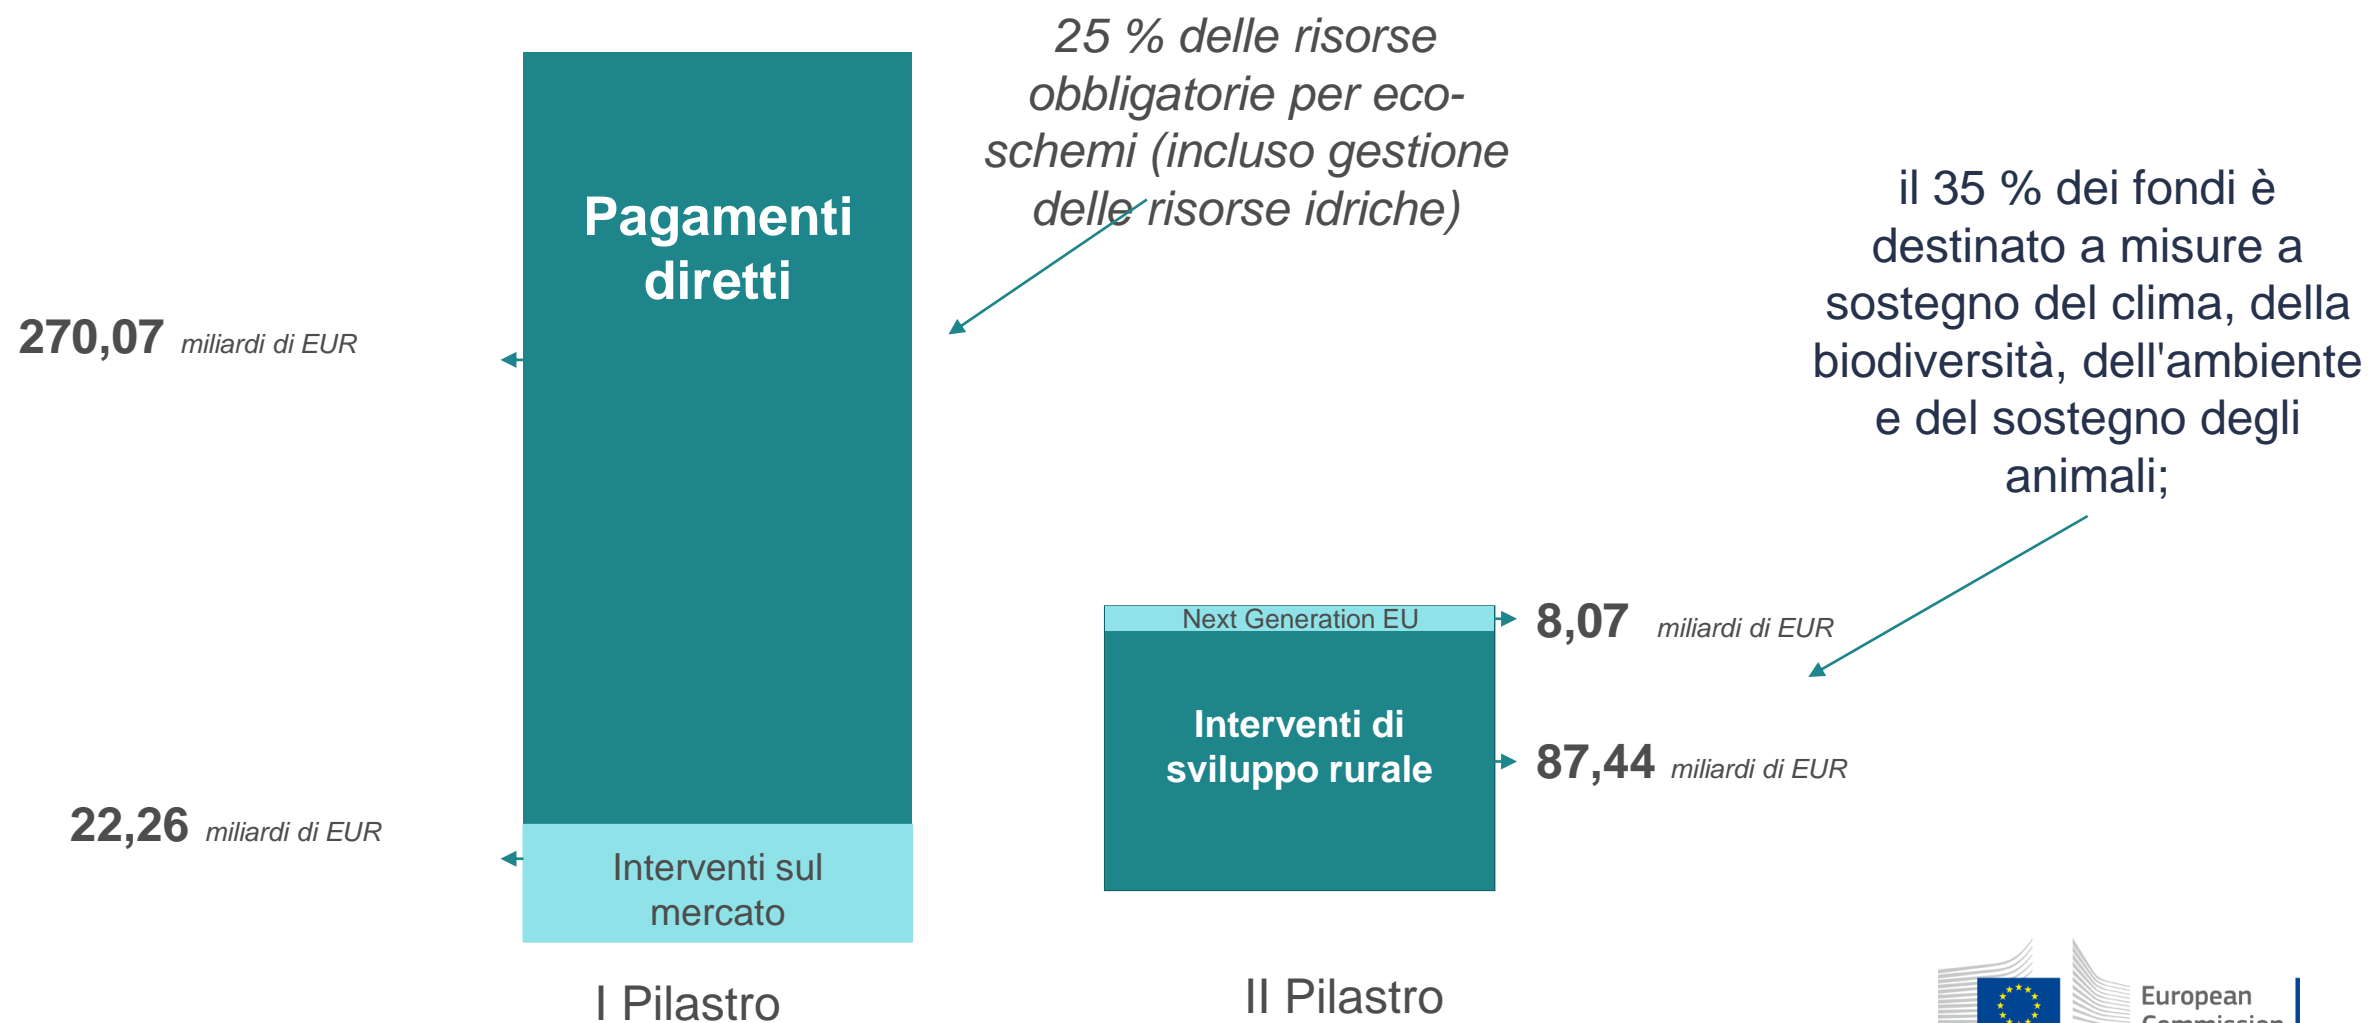 25 % delle risorse
obbligatorie per eco-
schemi (incluso gestione
delle risorse idriche)
Pagamenti
diretti
270,07 miliardi di EUR
il 35 % dei fondi è
destinato a misure a
sostegno del clima, della
biodiversità, dell'ambiente
e del sostegno degli
animali;
Next Generation EU
8,07 miliardi di EUR
Interventi di
sviluppo rurale
87,44 miliardi di EUR
22,26 miliardi di EUR
Interventi sul
mercato
I Pilastro
II Pilastro
European
Commission